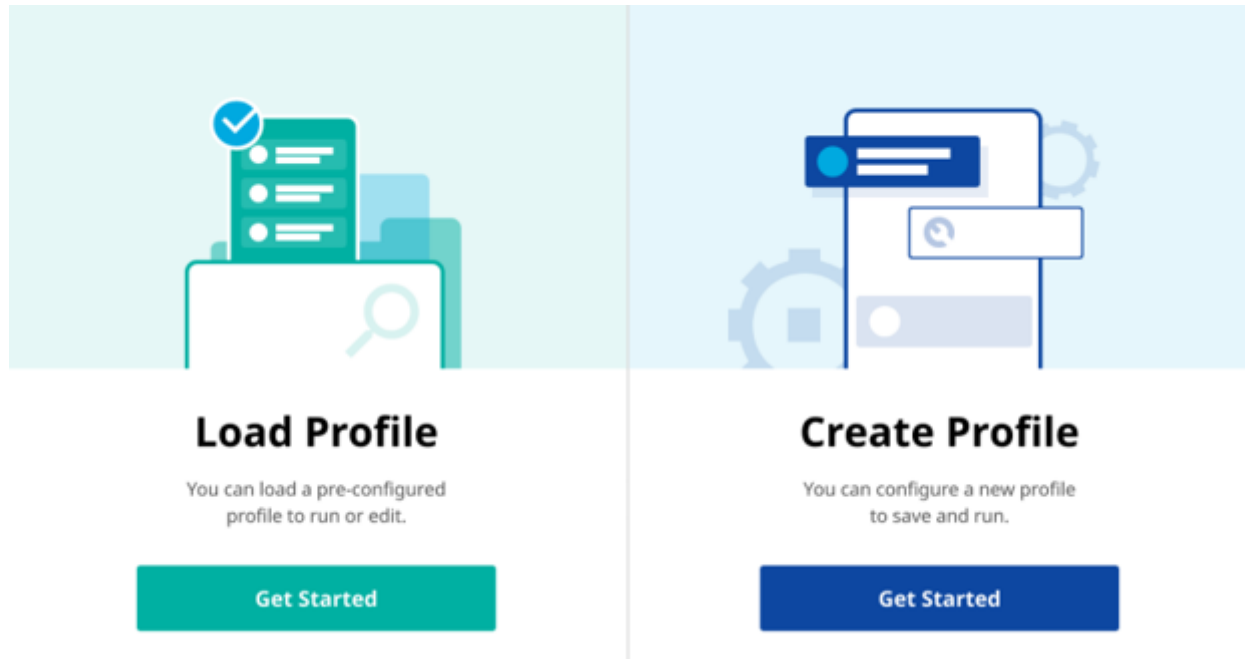 Load Profile
You can load a pre-configured
profile to run or edit.
Get Started
Create Profile
You can configure a new profile
to save and run.
Get Started